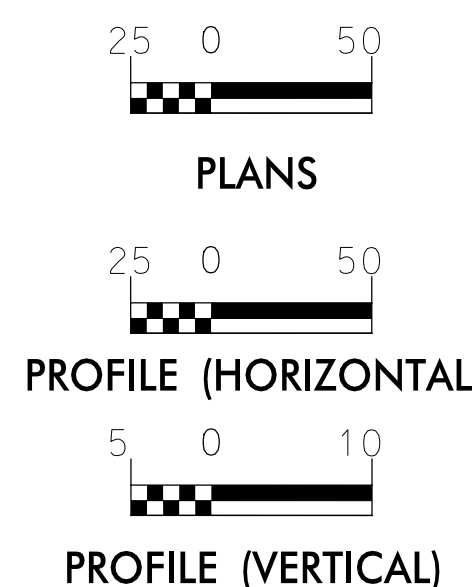 25 0 50
PLANS
25 0 50
PROFILE (HORIZONTAL
5 0 10
PROFILE (VERTICAL)